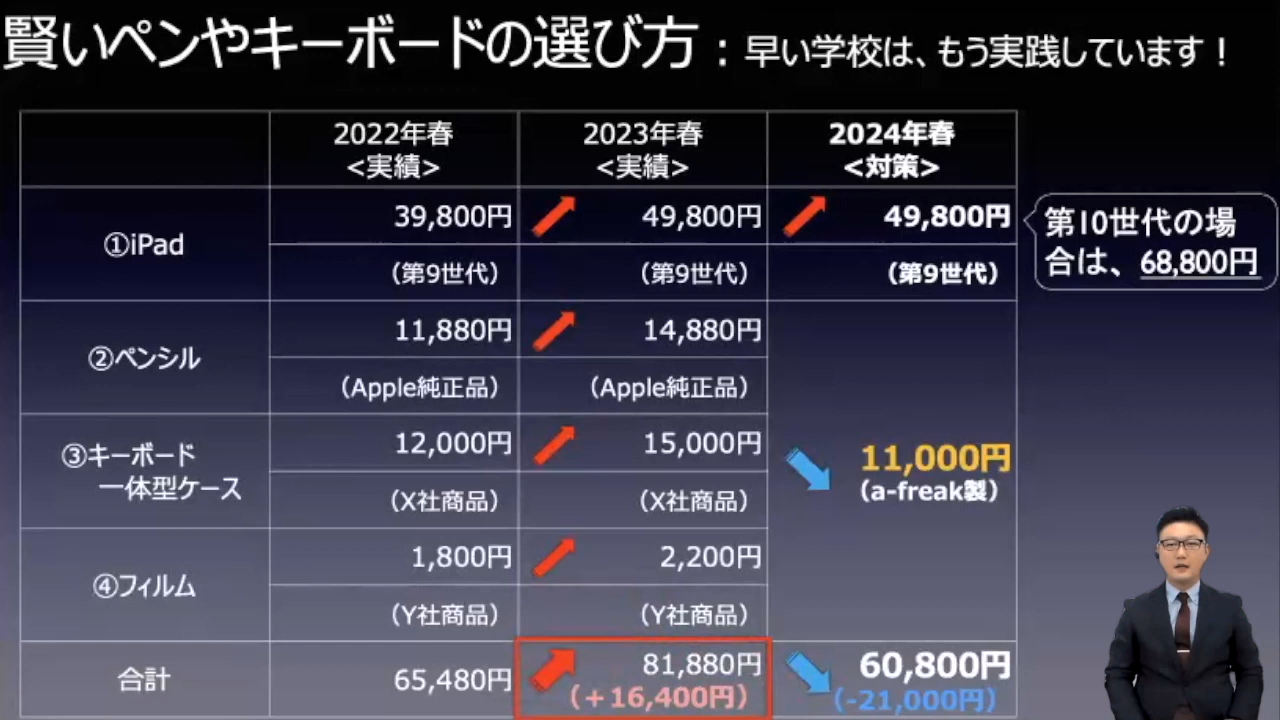 賢いペンやキーボードの選び方：早い学校は、もう実践しています！
2022年春
<実績>
2023年春
<実績>
2024年春
<対策>
①iPad
39,800円
49,800円
49,800円
（第9世代）
（第9世代）
（第9世代）
第10世代の場
合は、68,800円
②ペンシル
11,880円
14,880円
（Apple純正品）
（Apple純正品）
③キーボード
一体型ケース
12,000円
15,000円
（X社商品）
（X社商品）
11,000円
（a-freak製）
④フィルム
1,800円
2,200円
（Y社商品）
（Y社商品）
合計
65,480円
81,880円
（＋16,400円）
60,800円
（-21,000円）